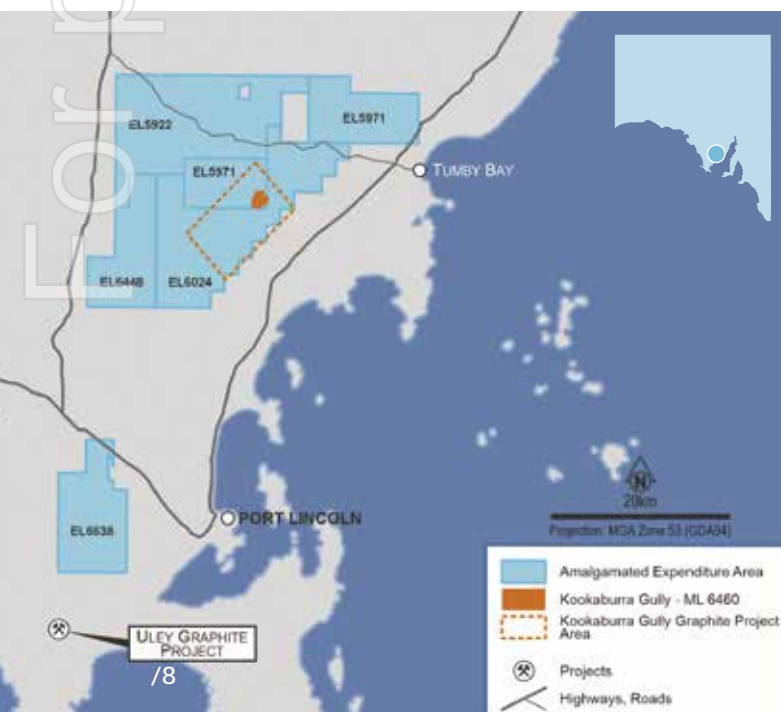 For p
EL5922
EL5971
EL5971
TUMBY BAY
EL6448
EL6024
20km
N
Projection: MGA Zone 53 (GDA94)
PORT LINCOLN
EL6638
ULEY GRAPHITE
PROJECT
/8
Amalgamated Expenditure Area
Kookaburra Gully - ML 6460
Kookaburra Gully Graphite Project
Area
Projects
Highways, Roads